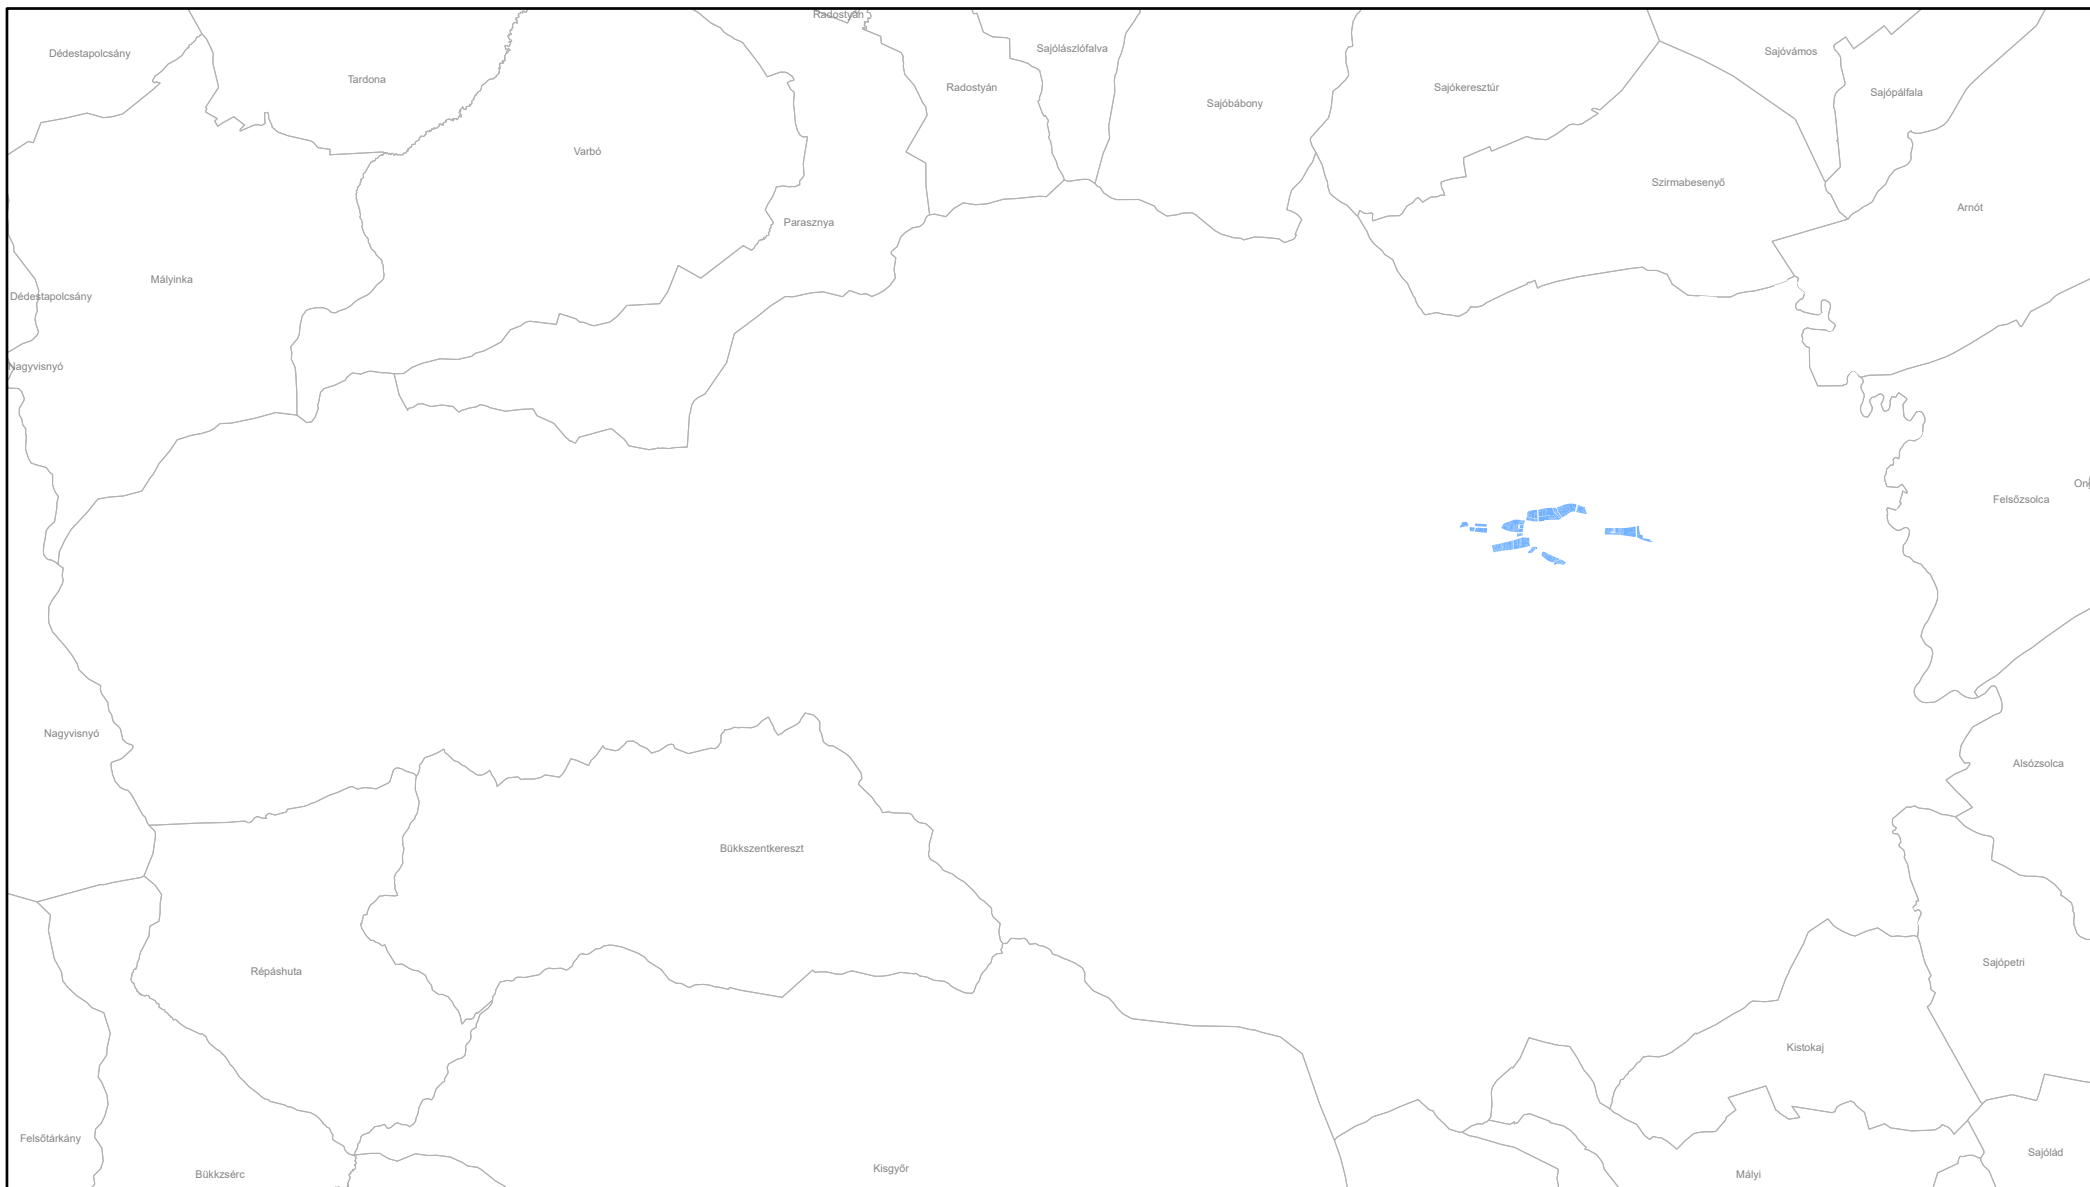 Radostyán
Dédestapolcsány
Tardona
Sajólászlófalva
Sajóvámos
Radostyán
Sajókeresztúr
Sajópálfala
Sajóbábony
Varbó
Szirmabesenyő
Arnót
Parasznya
Mályinka
Dédestapolcsány
Nagyvisnyó
Felsőzsolca
Nagyvisnyó
Alsózsolca
Bükkszentkereszt
Répáshuta
Sajópetri
Kistokaj
Felsőtárkány
Sajólád
Bükkzsérc
Kisgyőr
Mályi